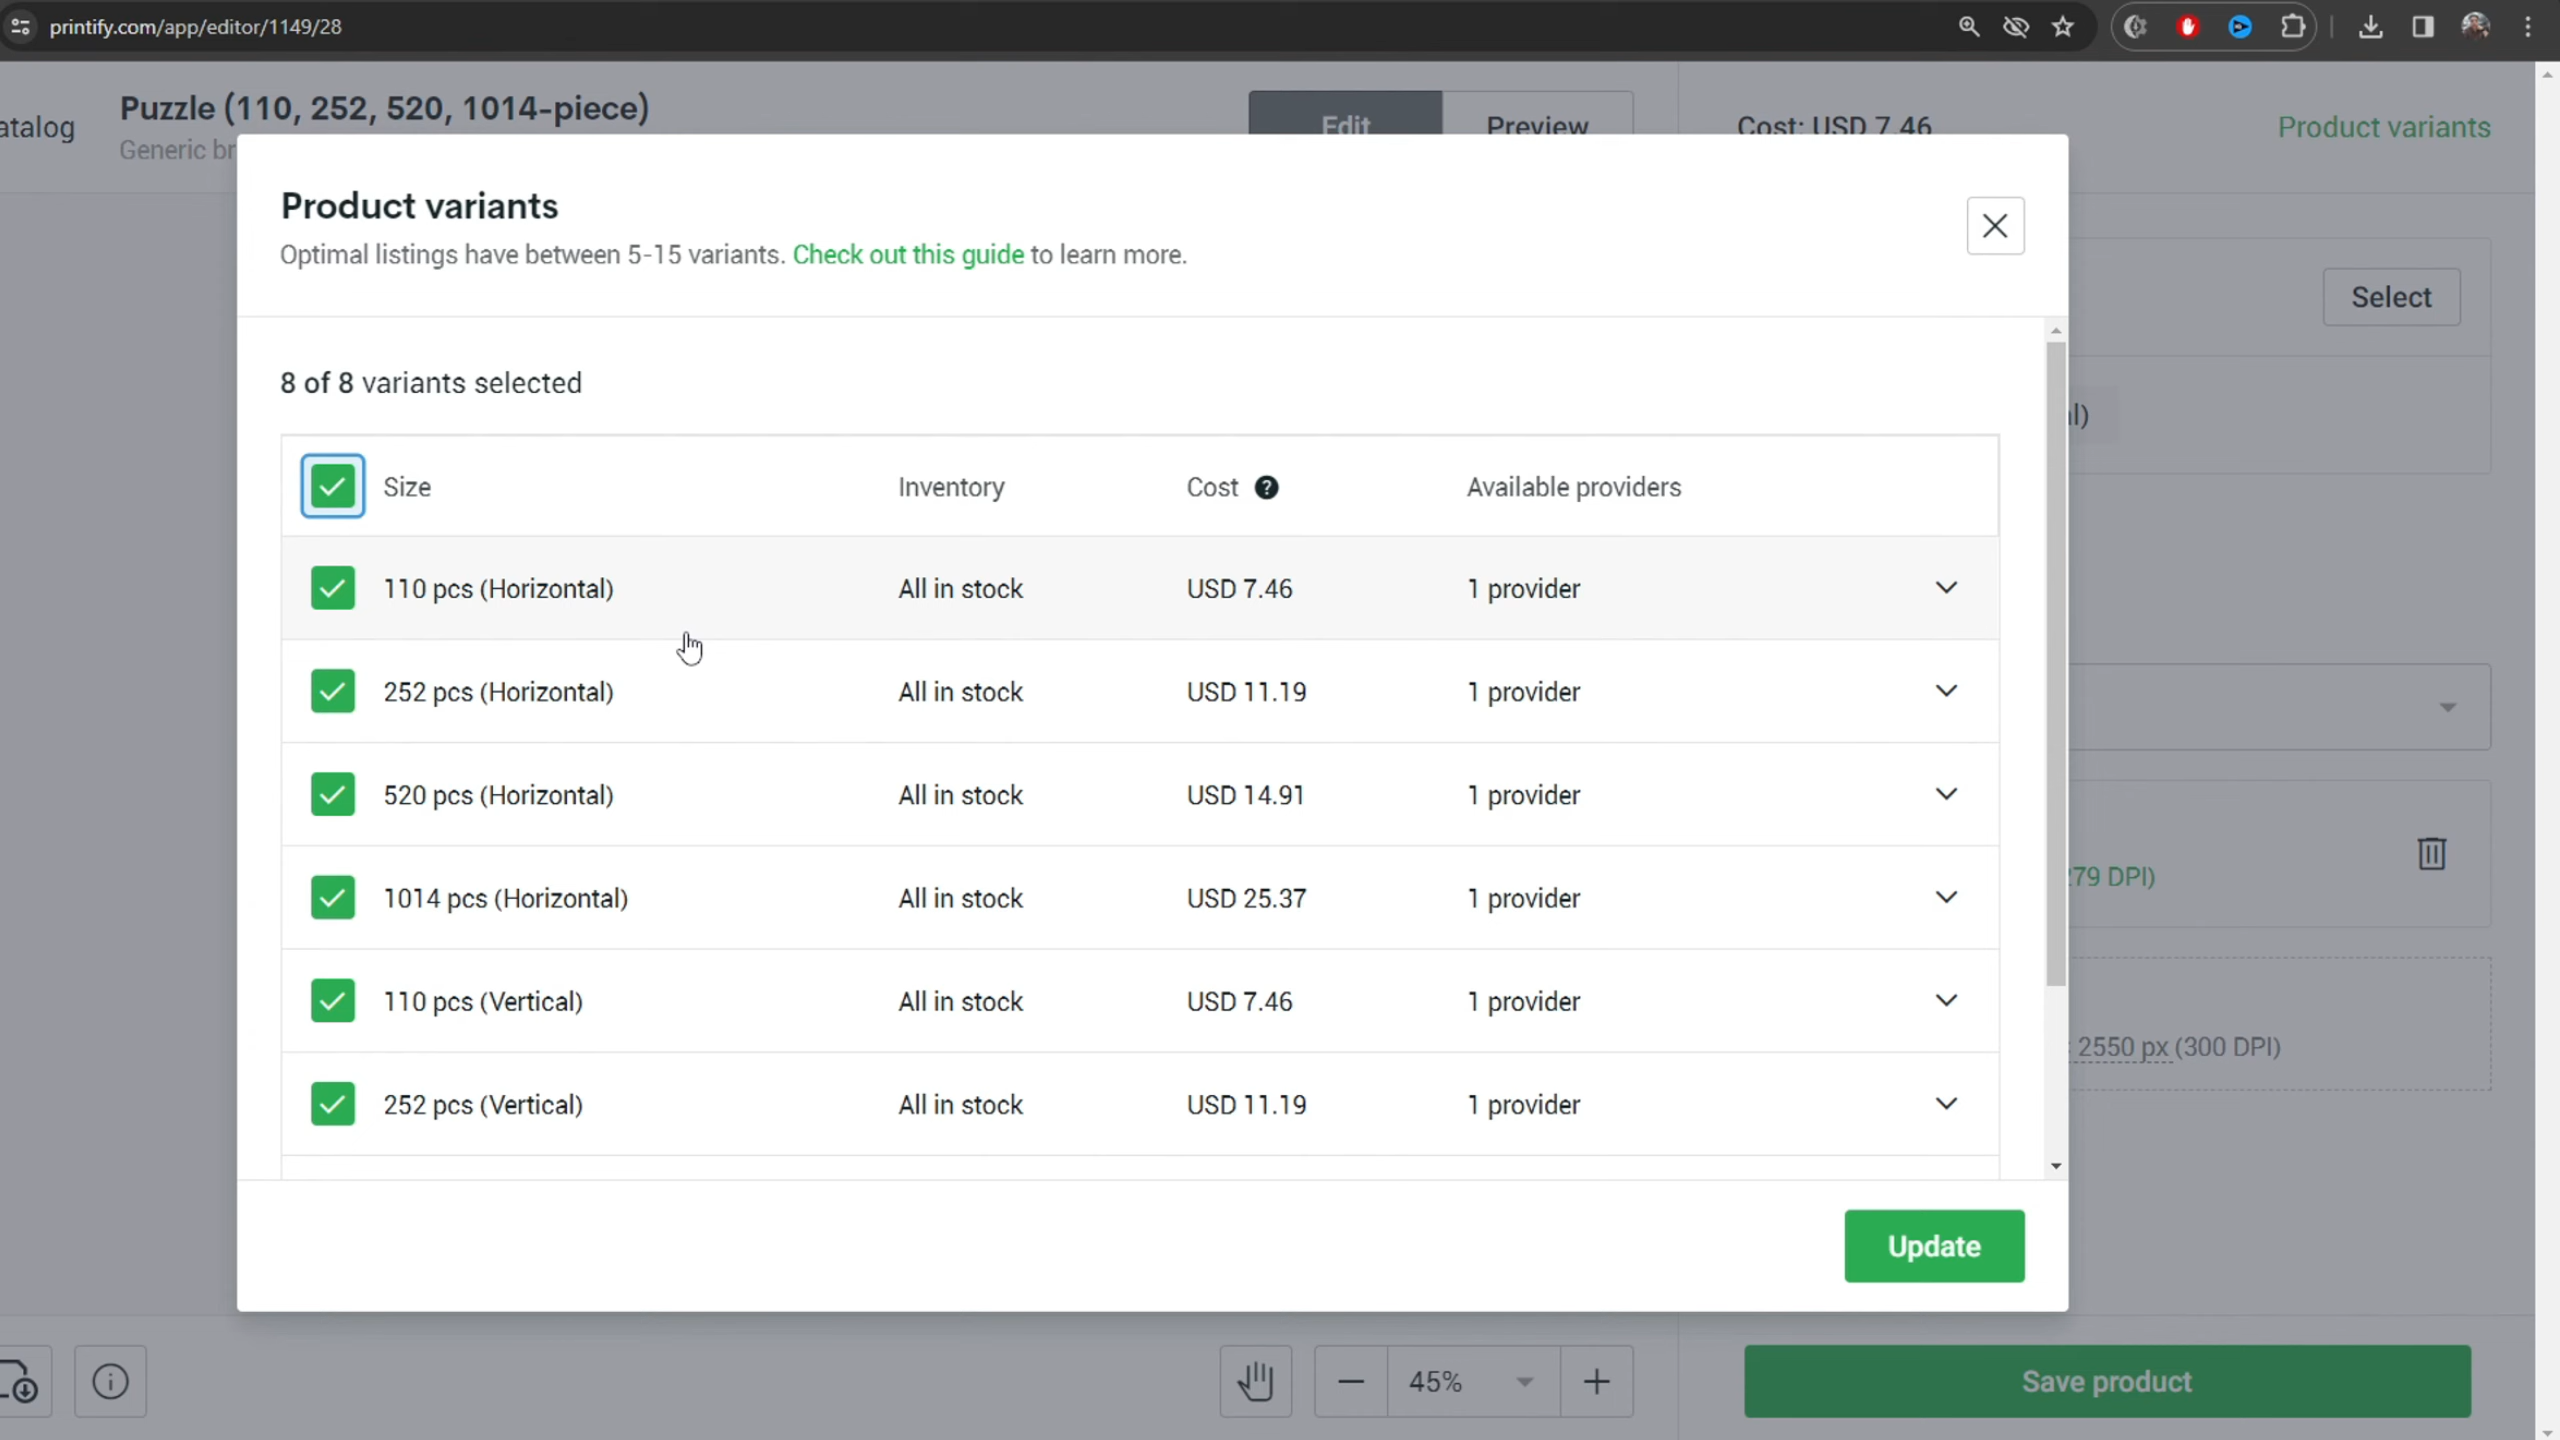 printify.com/app/editor/1149/28
atalog
Puzzle (110, 252, 520, 1014-piece)
Generic br
Edit
Preview
Cost: USD 7.46
Product variants
Product variants
Optimal listings have between 5-15 variants. Check out this guide to learn more.
Select
8 of 8 variants selected
al)
Size Inventory Cost ? Available providers
110 pcs (Horizontal) All in stock USD 7.46 1 provider
252 pcs (Horizontal) All in stock USD 11.19 1 provider
520 pcs (Horizontal) All in stock USD 14.91 1 provider
279 DPI)
1014 pcs (Horizontal) All in stock USD 25.37 1 provider
110 pcs (Vertical) All in stock USD 7.46 1 provider
2550 px (300 DPI)
252 pcs (Vertical) All in stock USD 11.19 1 provider
Update
45%
Save product